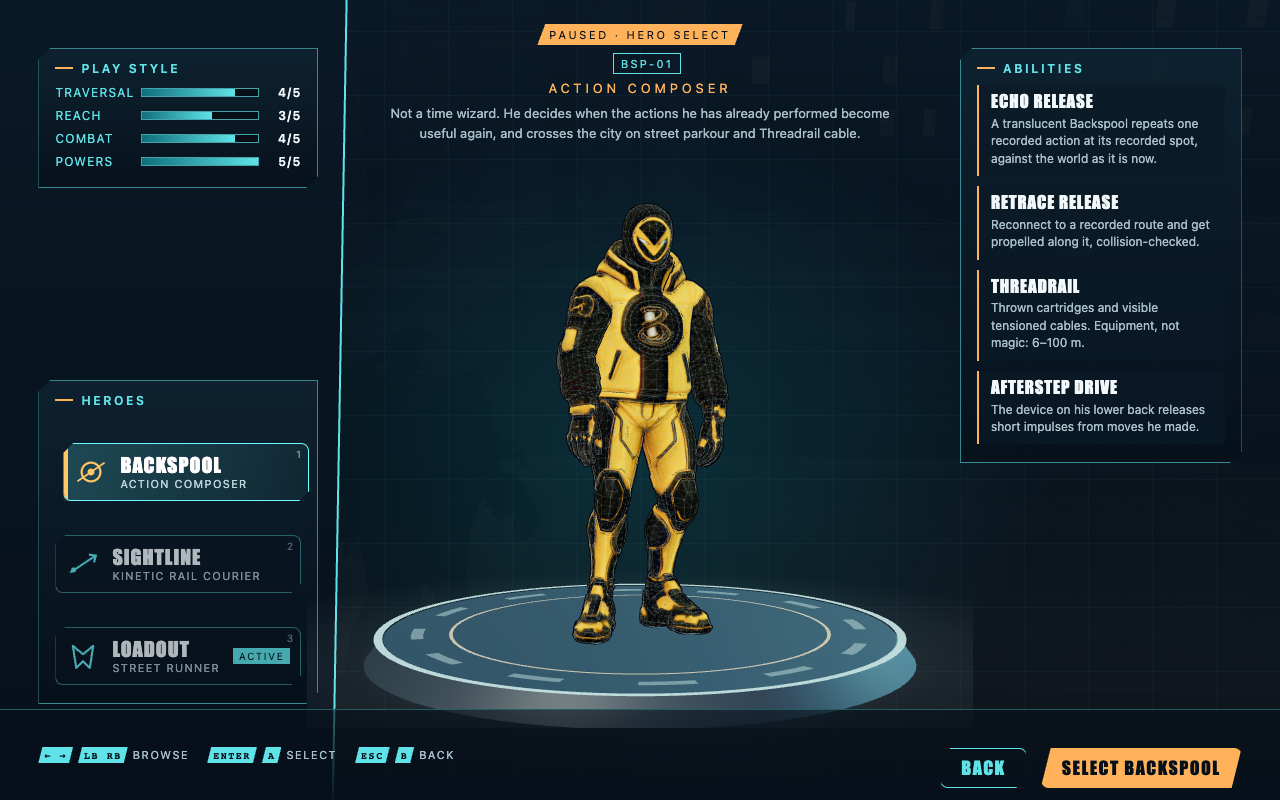 PAUSED · HERO SELECT
BSP-01
ACTION COMPOSER
Not a time wizard. He decides when the actions he has already performed become
useful again, and crosses the city on street parkour and Threadrail cable.
PLAY STYLE
TRAVERSAL 4/5
REACH 3/5
COMBAT 4/5
POWERS 5/5
HEROES
BACKSPOOL 1
ACTION COMPOSER
SIGHTLINE 2
KINETIC RAIL COURIER
LOADOUT 3
STREET RUNNER ACTIVE
B
ABILITIES
ECHO RELEASE
A translucent Backspool repeats one
recorded action at its recorded spot,
against the world as it is now.
RETRACE RELEASE
Reconnect to a recorded route and get
propelled along it, collision-checked.
THREADRAIL
Thrown cartridges and visible
tensioned cables. Equipment, not
magic: 6–100 m.
AFTERSTEP DRIVE
The device on his lower back releases
short impulses from moves he made.
← → LB RB BROWSE ENTER A SELECT ESC B BACK
BACK
SELECT BACKSPOOL